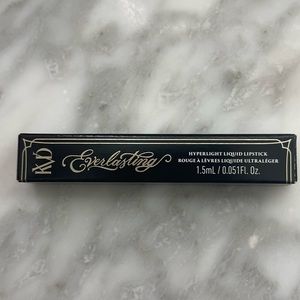 KVD
Everlasting
HYPERLIGHT LIQUID LIPSTICK
ROUGE À LÈVRES LIQUIDE ULTRALÉGER
1.5mL / 0.051Fl. Oz.